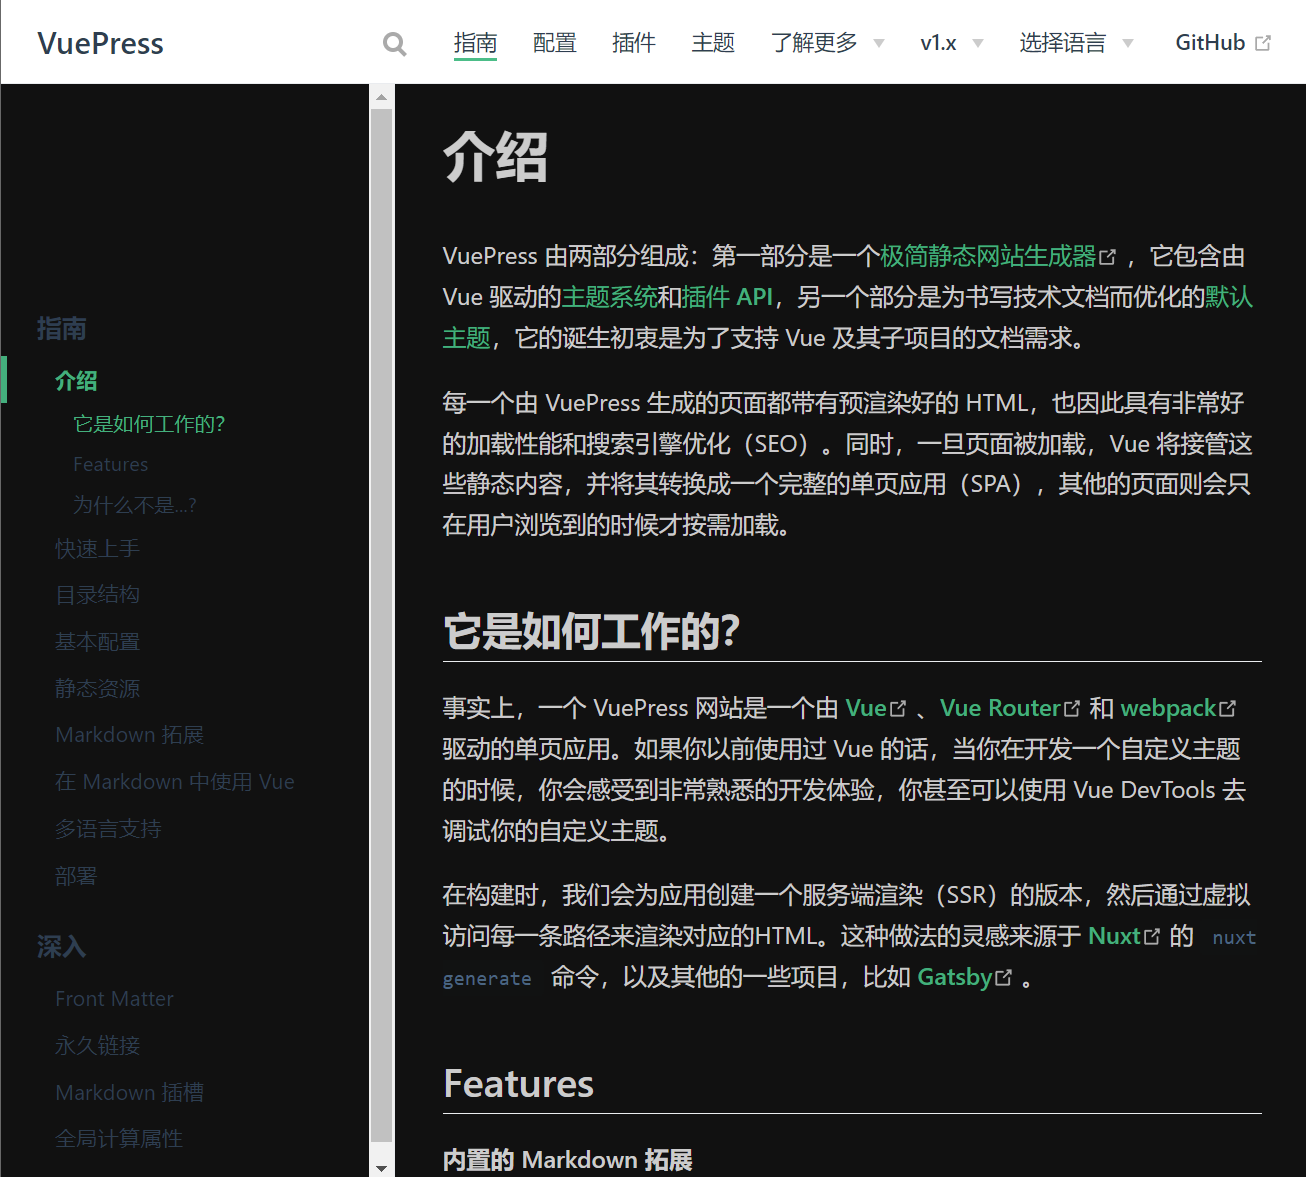 VuePress
指南 配置 插件 主题 了解更多 v1.x 选择语言 GitHub
指南
介绍
它是如何工作的？
Features
为什么不是...?
快速上手
目录结构
基本配置
静态资源
Markdown 拓展
在 Markdown 中使用 Vue
多语言支持
部署
深入
Front Matter
永久链接
Markdown 插槽
全局计算属性
介绍
VuePress 由两部分组成：第一部分是一个极简静态网站生成器，它包含由
Vue 驱动的主题系统和插件 API，另一个部分是为书写技术文档而优化的默认
主题，它的诞生初衷是为了支持 Vue 及其子项目的文档需求。
每一个由 VuePress 生成的页面都带有预渲染好的 HTML，也因此具有非常好
的加载性能和搜索引擎优化（SEO）。同时，一旦页面被加载，Vue 将接管这
些静态内容，并将其转换成一个完整的单页应用（SPA），其他的页面则会只
在用户浏览到的时候才按需加载。
它是如何工作的？
事实上，一个 VuePress 网站是一个由 Vue 、Vue Router 和 webpack
驱动的单页应用。如果你以前使用过 Vue 的话，当你在开发一个自定义主题
的时候，你会感受到非常熟悉的开发体验，你甚至可以使用 Vue DevTools 去
调试你的自定义主题。
在构建时，我们会为应用创建一个服务端渲染（SSR）的版本，然后通过虚拟
访问每一条路径来渲染对应的HTML。这种做法的灵感来源于 Nuxt 的 nuxt
generate 命令，以及其他的一些项目，比如 Gatsby 。
Features
内置的 Markdown 拓展